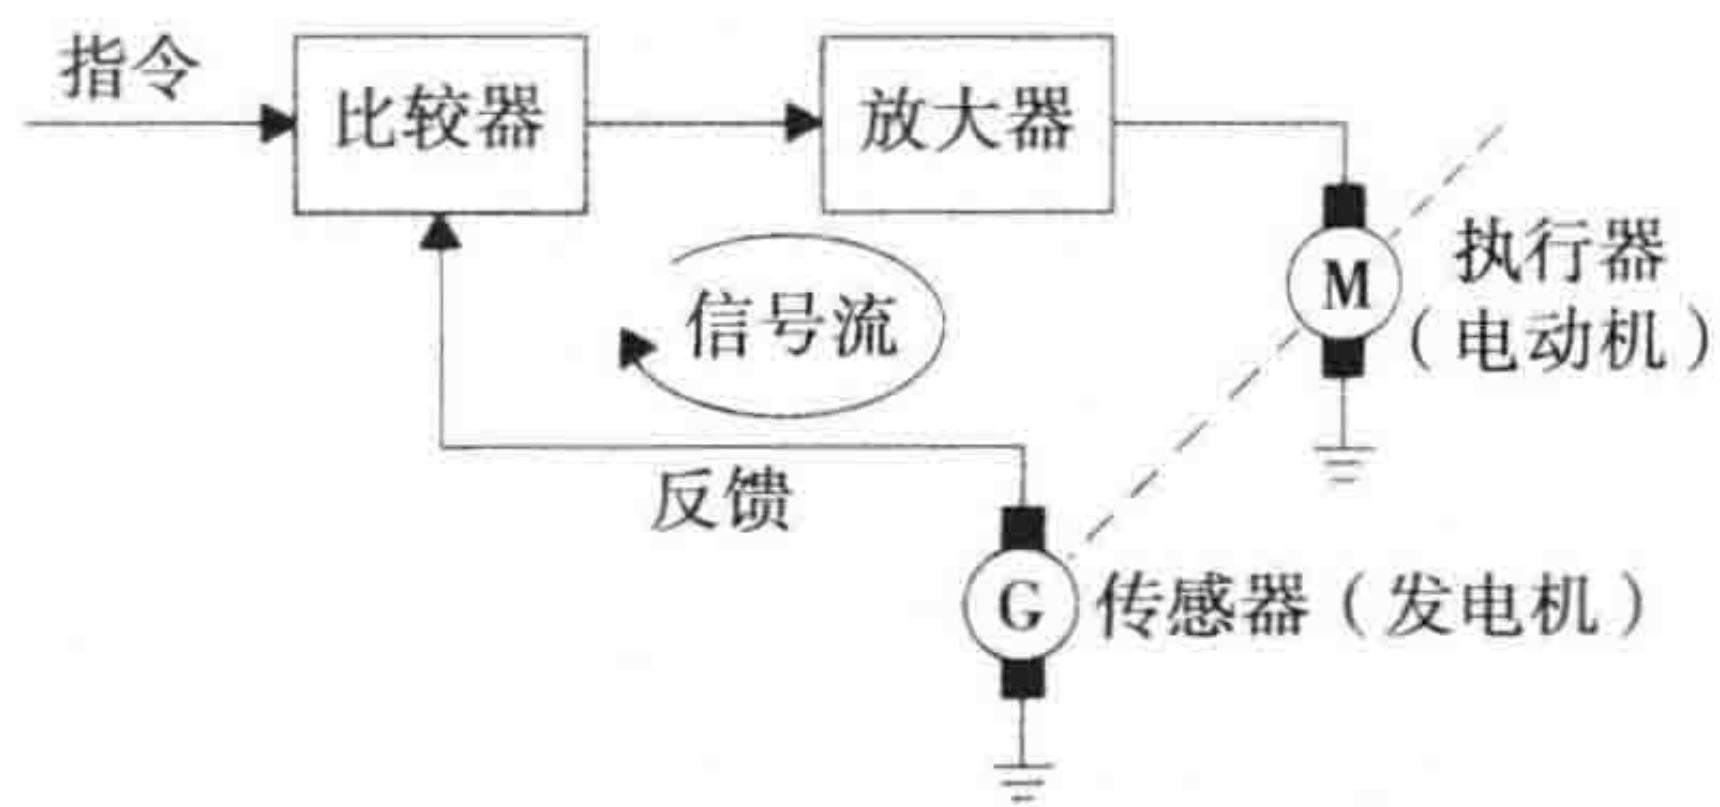 指令
比较器
放大器
信号流
M
执行器
（电动机）
反馈
G
传感器（发电机）